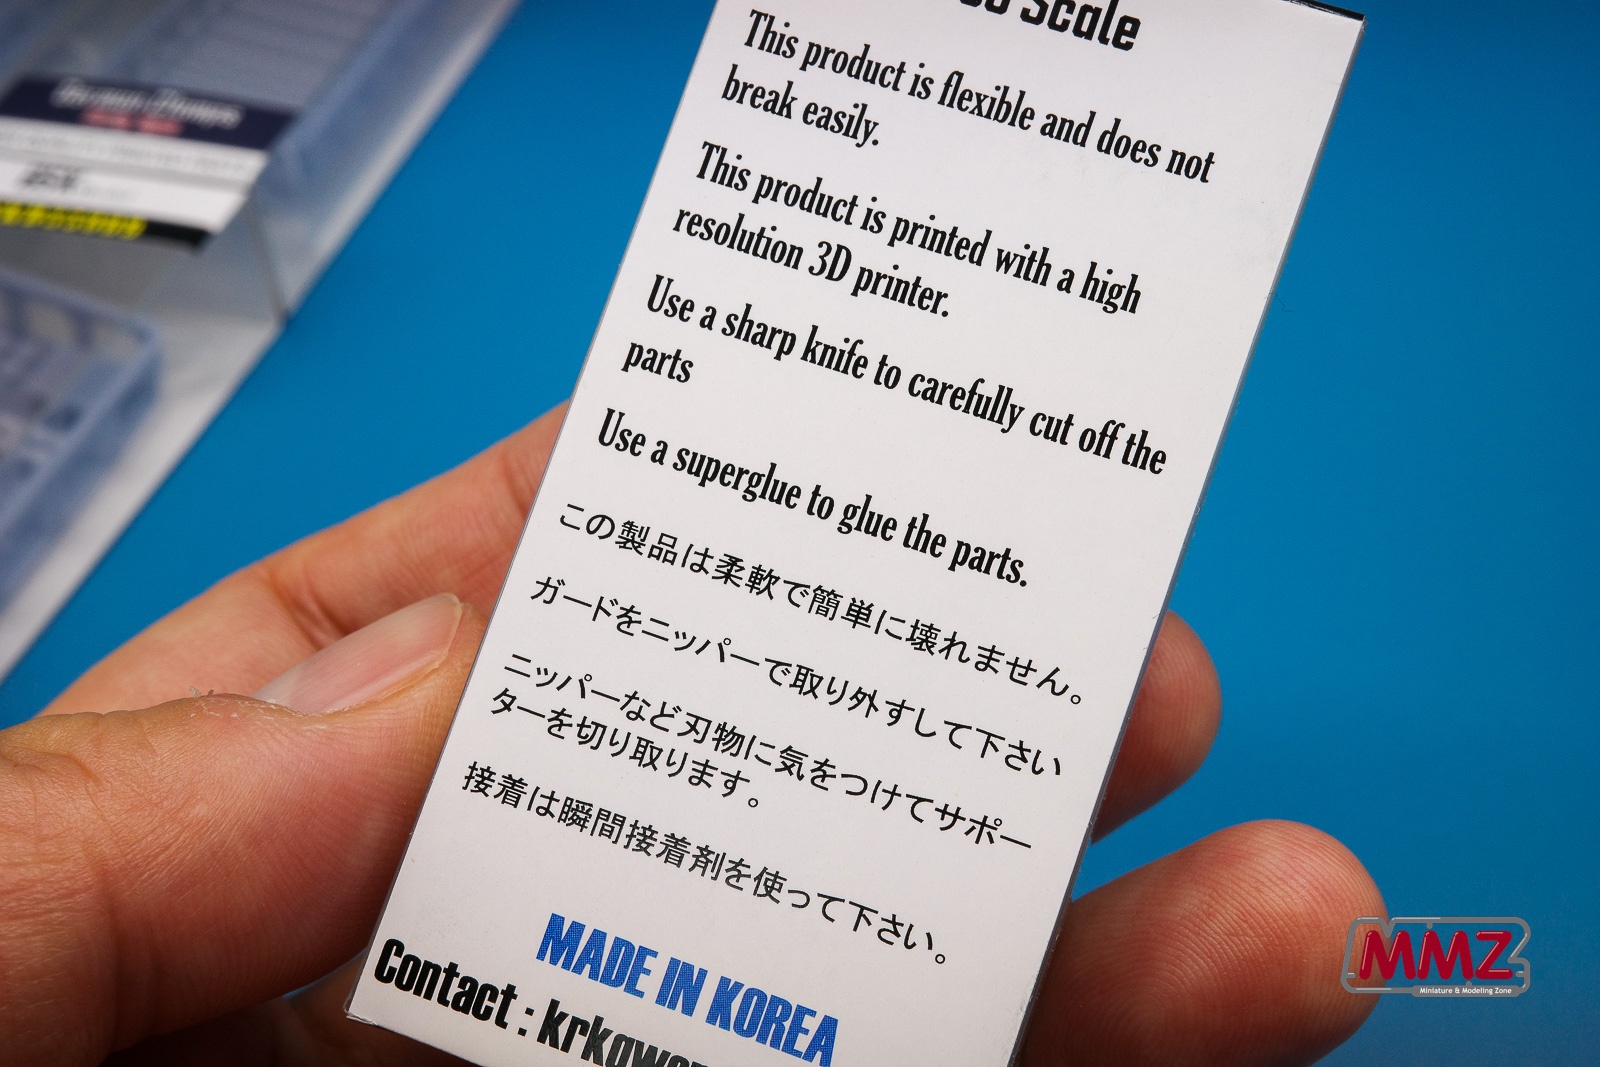 Scale
This product is flexible and does not
break easily.
This product is printed with a high
resolution 3D printer.
Use a sharp knife to carefully cut off the
parts
Use a superglue to glue the parts.
この製品は柔軟で簡単に壊れません。
ガードをニッパーで取り外すして下さい
ニッパーなど刃物に気をつけてサポー
ターを切り取ります。
接着は瞬間接着剤を使って下さい。
MADE IN KOREA
Contact :
MMZ
Miniature & Modeling Zone